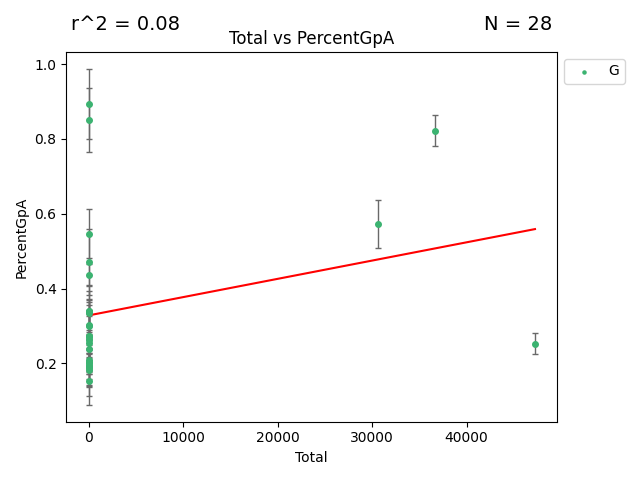 r^2 = 0.08
N = 28
Total vs PercentGpA
G
1.0
0.8
0.6
0.4
0.2
PercentGpA
0
10000
20000
30000
40000
Total